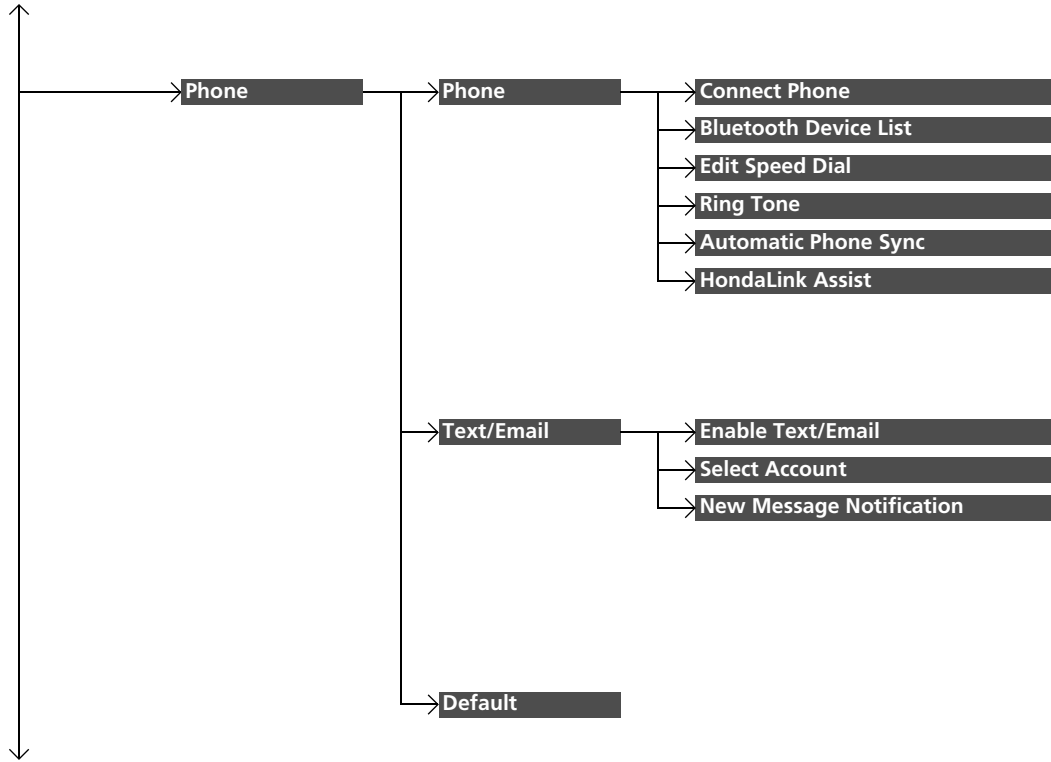 Phone
Phone
Connect Phone
Bluetooth Device List
Edit Speed Dial
Ring Tone
Automatic Phone Sync
HondaLink Assist
Text/Email
Enable Text/Email
Select Account
New Message Notification
Default